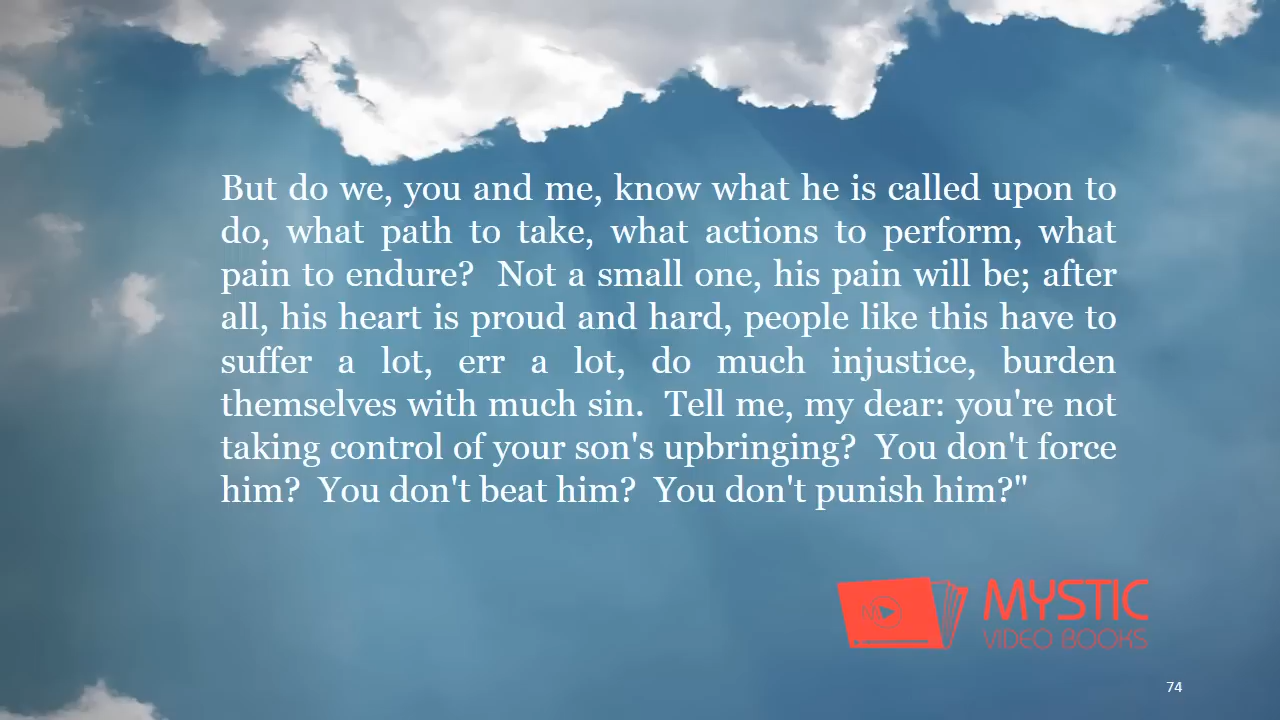 But do we, you and me, know what he is called upon to
do, what path to take, what actions to perform, what
pain to endure?  Not a small one, his pain will be; after
all, his heart is proud and hard, people like this have to
suffer a lot, err a lot, do much injustice, burden
themselves with much sin.  Tell me, my dear: you're not
taking control of your son's upbringing?  You don't force
him?  You don't beat him?  You don't punish him?"
MYSTIC
VIDEO BOOKS
74